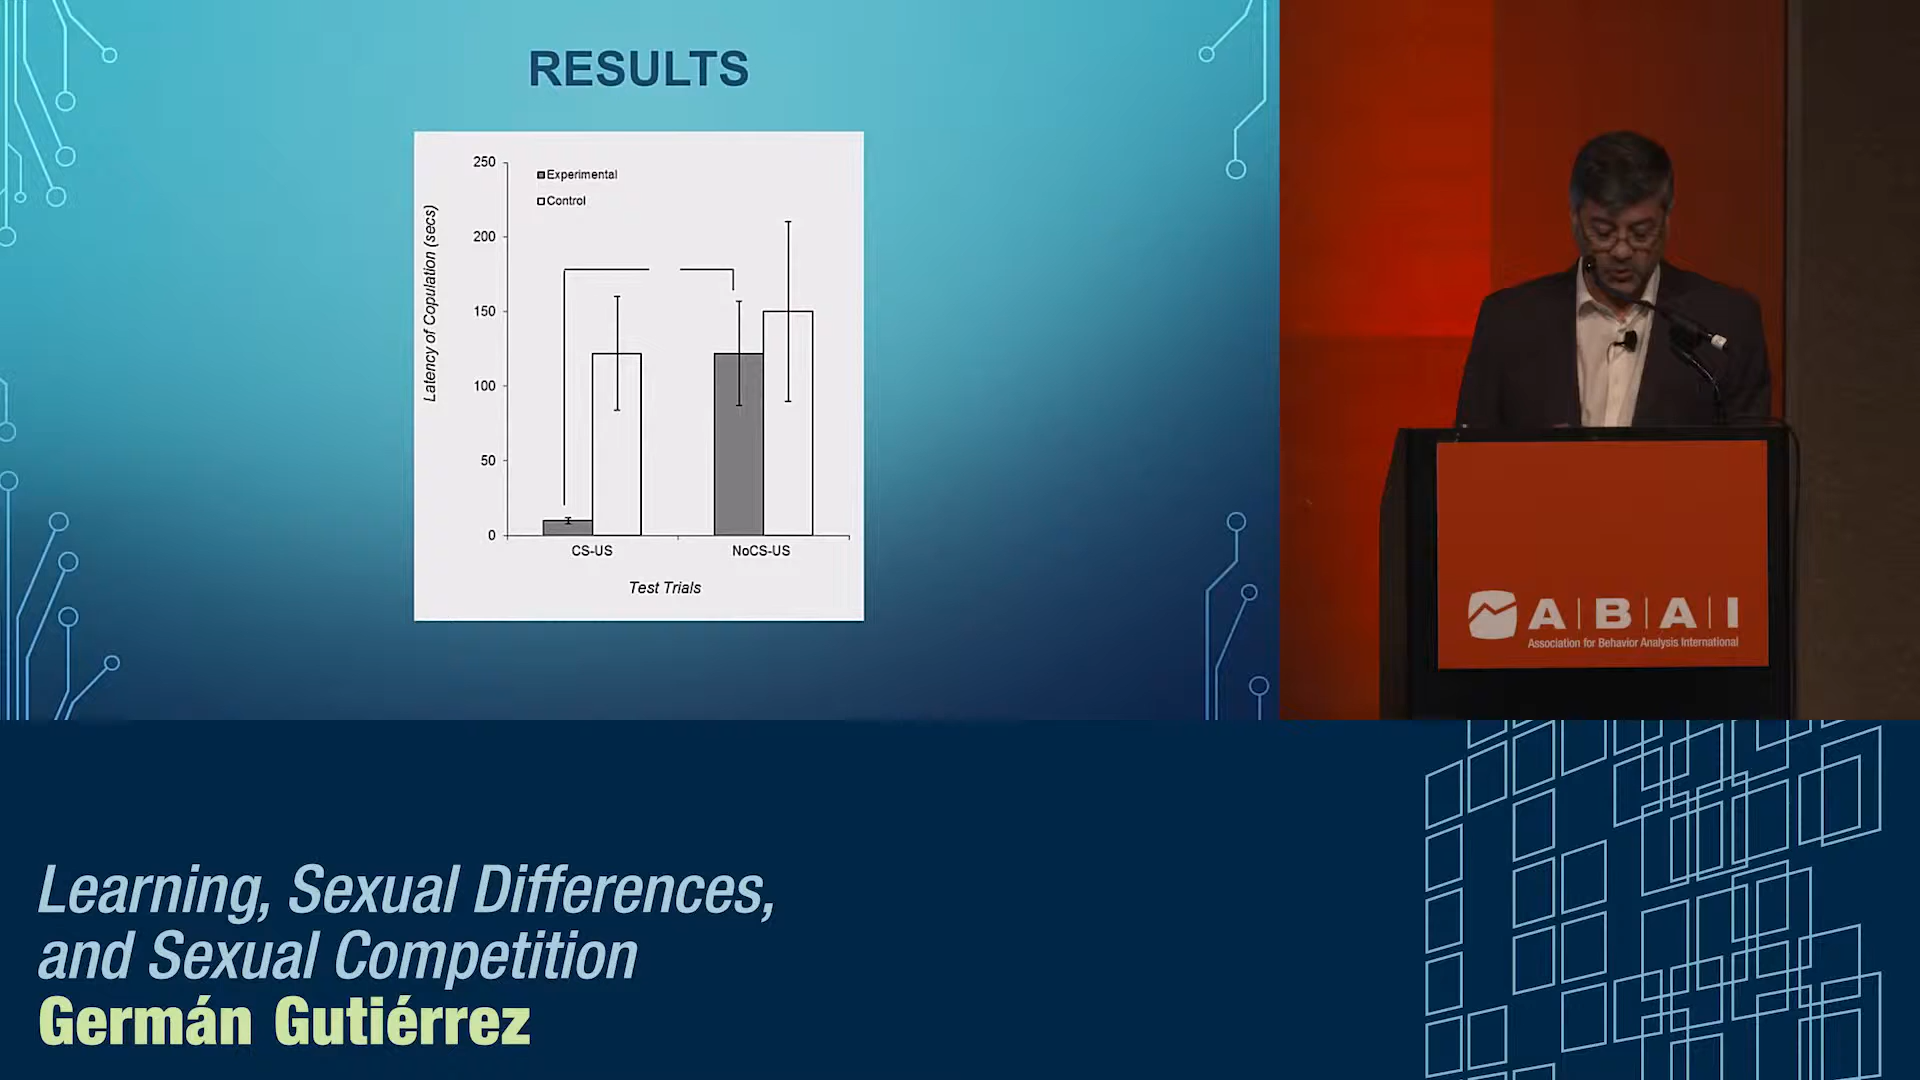 RESULTS
250
200
150
100
50
0
Experimental
Control
Latency of Copulation (secs)
CS-US
NoCS-US
Test Trials
A|B|A|I
Association for Behavior Analysis International
Learning, Sexual Differences,
and Sexual Competition
Germán Gutiérrez